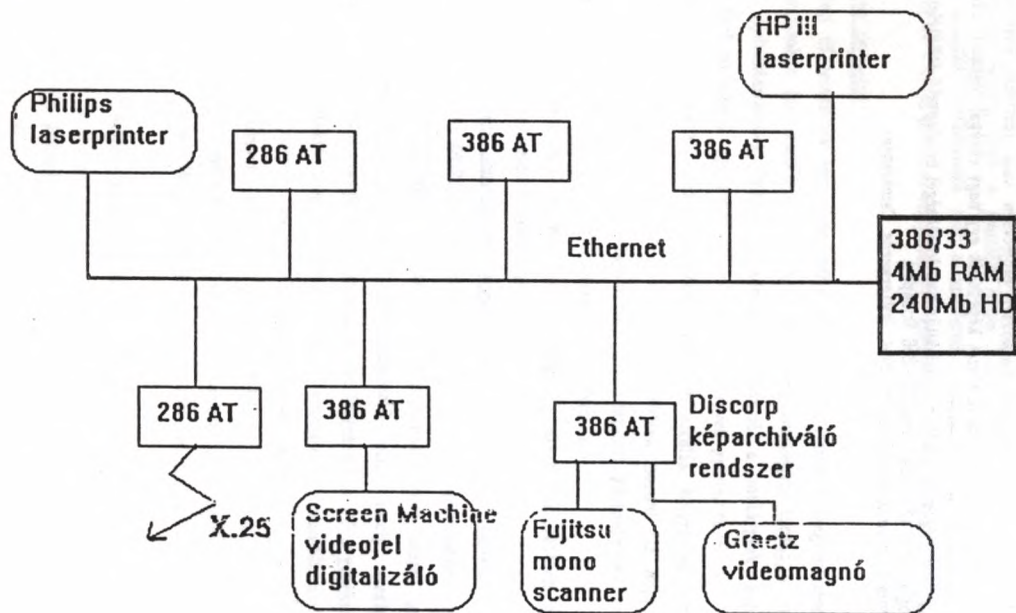 HP III
laserprinter
Philips
laserprinter
286 AT
386 AT
386 AT
Ethernet
386/33
4Mb RAM
240Mb HD
286 AT
386 AT
386 AT
Discorp
képarchiváló
rendszer
X.25
Screen Machine
videojel
digitalizáló
Fujitsu
mono
scanner
Graetz
videomagnó